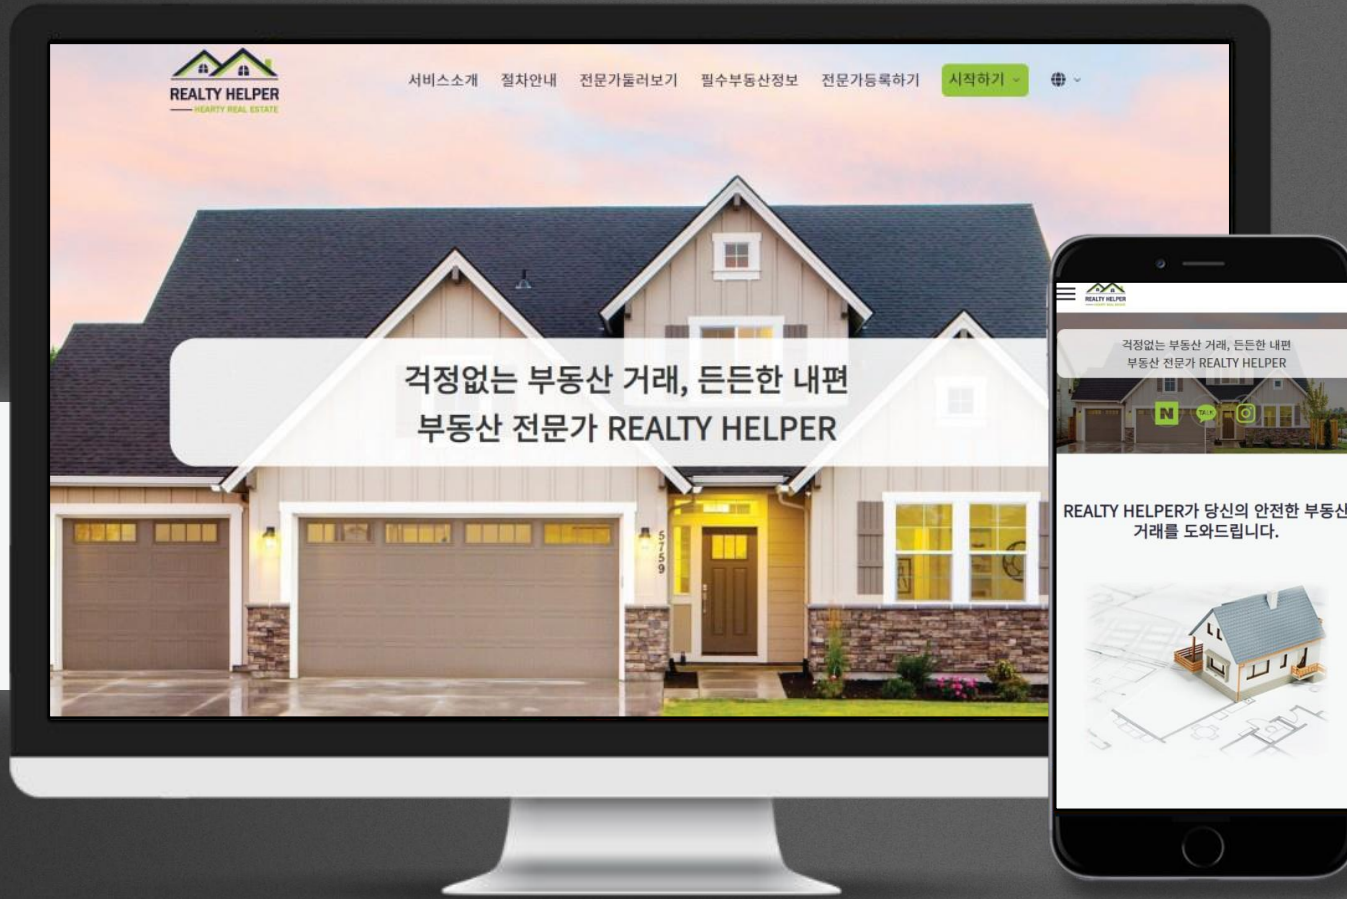 REALTY HELPER
HEARTY REAL ESTATE
서비스소개 절차안내 전문가둘러보기 필수부동산정보 전문가등록하기 시작하기
걱정없는 부동산 거래, 든든한 내편
부동산 전문가 REALTY HELPER
5759
REALTY HELPER
걱정없는 부동산 거래, 든든한 내편
부동산 전문가 REALTY HELPER
N TALK
REALTY HELPER가 당신의 안전한 부동산
거래를 도와드립니다.